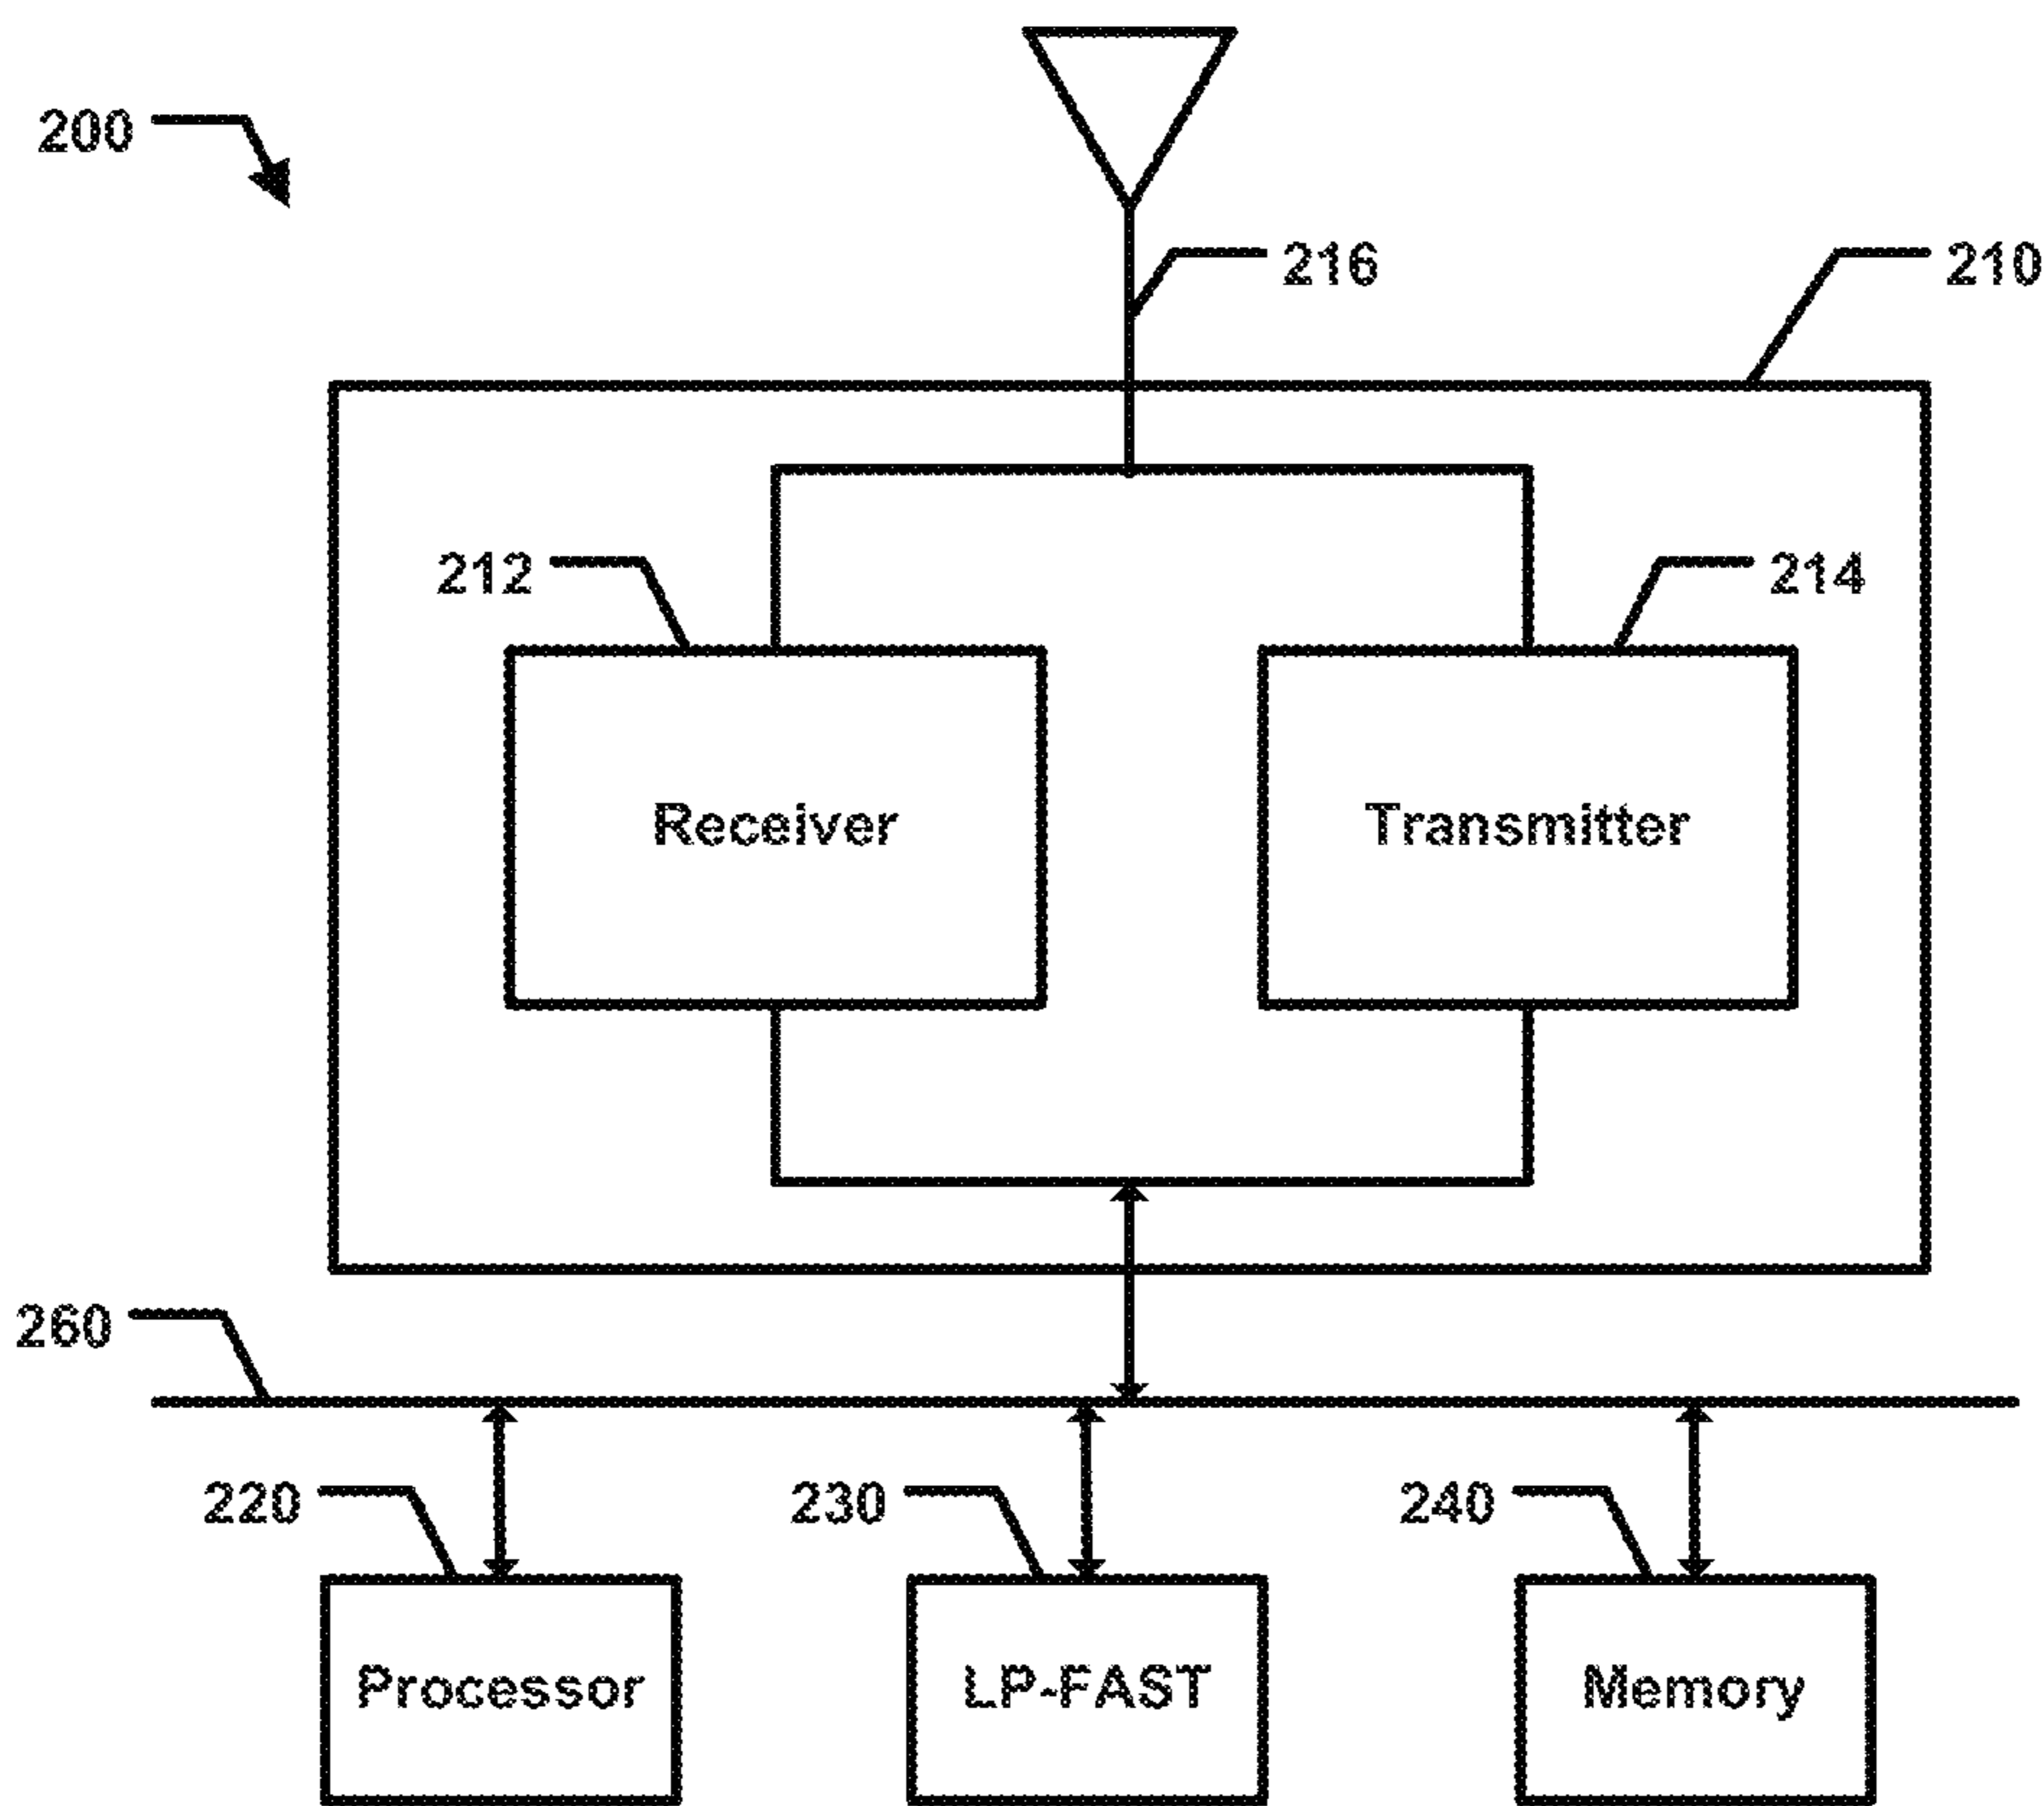 200
216
210
212
214
Receiver
Transmitter
260
220
230
240
Processor
LP-FAST
Memory